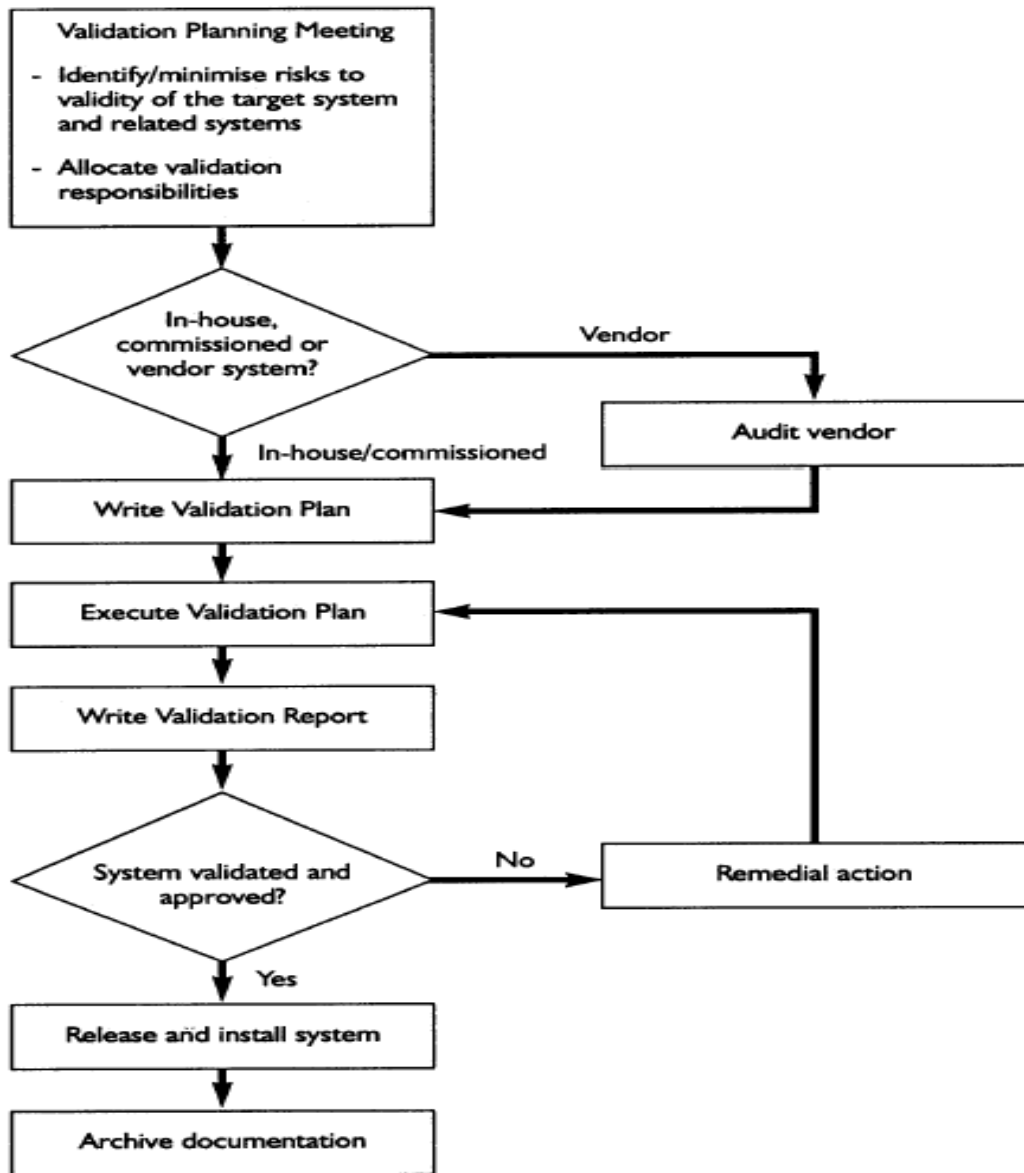 Validation Planning Meeting
- Identify/minimise risks to
validity of the target system
and related systems
- Allocate validation
responsibilities
In-house,
commissioned or
vendor system?
Vendor
Audit vendor
In-house/commissioned
Write Validation Plan
Execute Validation Plan
Write Validation Report
System validated and
approved?
No
Remedial action
Yes
Release and install system
Archive documentation